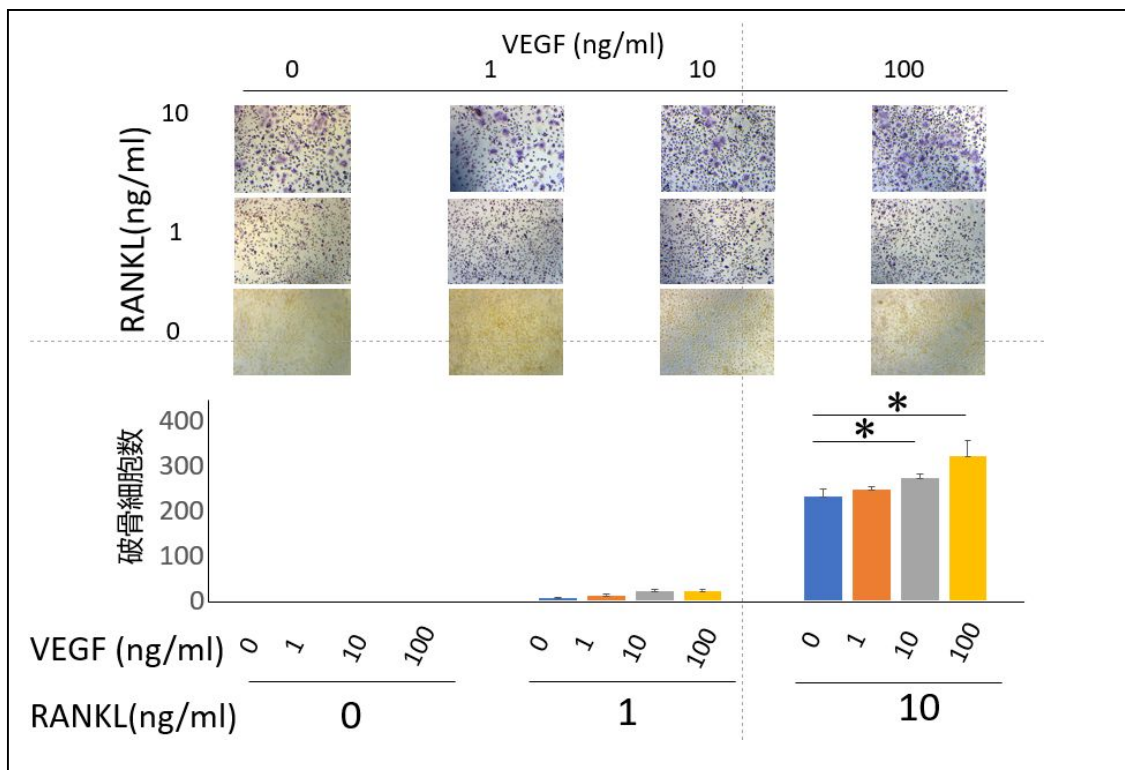 VEGF (ng/ml)
0 1 10 100
RANKL(ng/ml)
10
1
0
破骨細胞数
400
300
200
100
0
*
*
VEGF (ng/ml) 0 1 10 100 0 1 10 100 0 1 10 100
RANKL(ng/ml) 0 1 10